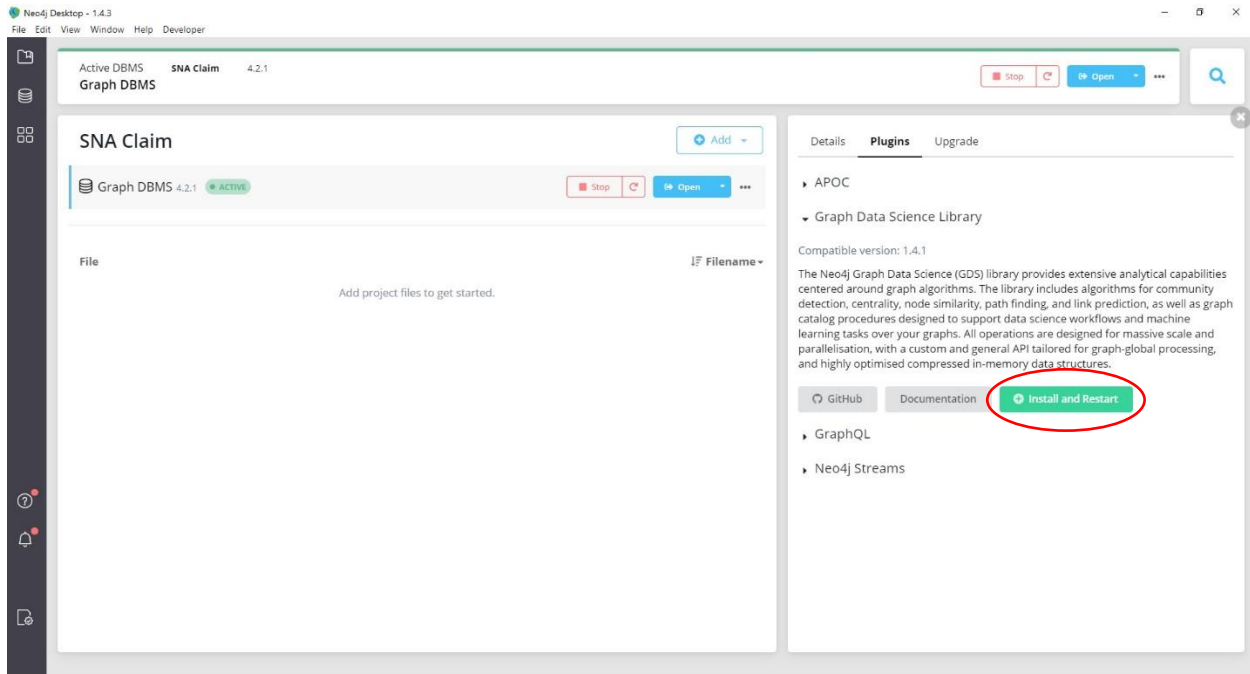 Neo4j Desktop - 1.4.3
File Edit View Window Help Developer
Active DBMS SNA Claim 4.2.1
Graph DBMS
Stop Open
SNA Claim
Add
Graph DBMS 4.2.1 ACTIVE
Stop Open
File Filename
Add project files to get started.
Details Plugins Upgrade
APOC
Graph Data Science Library
Compatible version: 1.4.1
The Neo4j Graph Data Science (GDS) library provides extensive analytical capabilities
centered around graph algorithms. The library includes algorithms for community
detection, centrality, node similarity, path finding, and link prediction, as well as graph
catalog procedures designed to support data science workflows and machine
learning tasks over your graphs. All operations are designed for massive scale and
parallelisation, with a custom and general API tailored for graph-global processing,
and highly optimised compressed in-memory data structures.
GitHub Documentation Install and Restart
GraphQL
Neo4j Streams